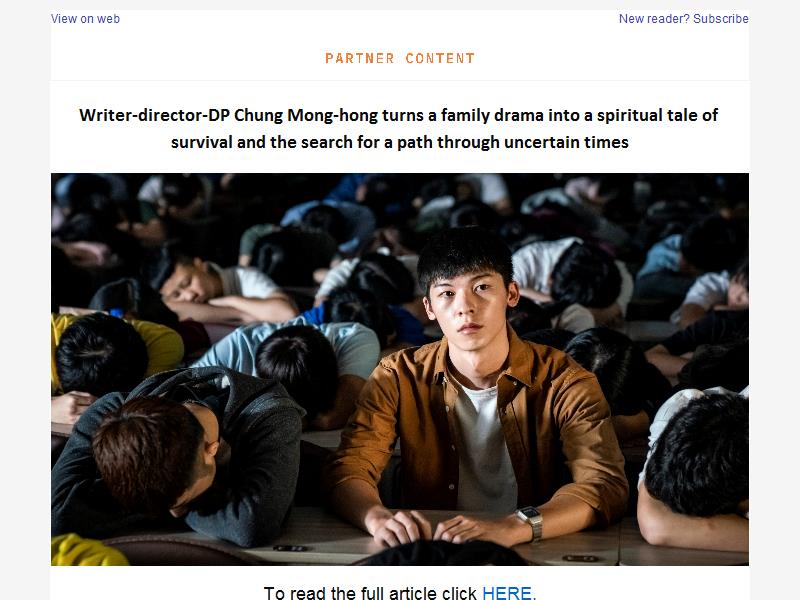 View on web
New reader? Subscribe
PARTNER CONTENT
Writer-director-DP Chung Mong-hong turns a family drama into a spiritual tale of
survival and the search for a path through uncertain times
To read the full article click HERE.